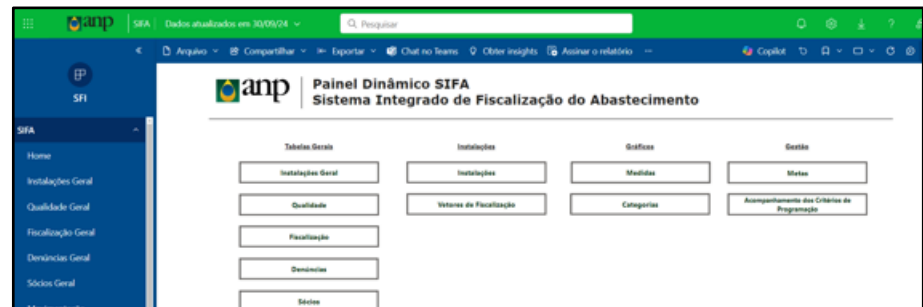 anp SIFA Dados atualizados em 30/09/24 Pesquisar
Arquivo Compartilhar Exportar Chat no Teams Obter insights Assinar o relatório Copilot
SFI
anp
Painel Dinâmico SIFA
Sistema Integrado de Fiscalização do Abastecimento
SIFA
Home
Instalações Geral
Qualidade Geral
Fiscalização Geral
Denúncias Geral
Sócios Geral
Tabelas Gerais
Instalações Geral
Qualidade
Fiscalização
Denúncias
Sócios
Instalações
Instalações
Vetores de Fiscalização
Gráficos
Medidas
Categorias
Gestão
Metas
Acompanhamento dos Critérios de
Programação